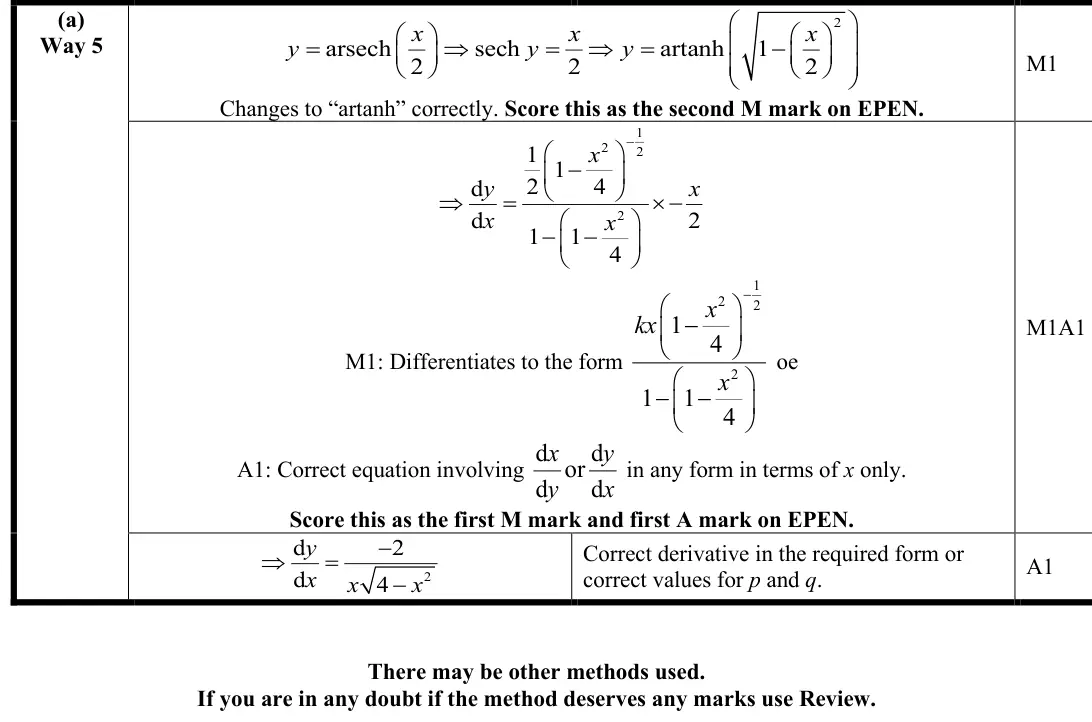 (a)
Way 5
y = arsech(x/2) ⇒ sech y = x/2 ⇒ y = artanh(√(1−(x/2)²))
M1
Changes to “artanh” correctly. Score this as the second M mark on EPEN.
⇒ dy/dx = (1/2(1−x²/4)^(−1/2))/(1−(1−x²/4)) × −x/2
M1: Differentiates to the form (kx(1−x²/4)^(−1/2))/(1−(1−x²/4)) oe
M1A1
A1: Correct equation involving dx/dy or dy/dx in any form in terms of x only.
Score this as the first M mark and first A mark on EPEN.
⇒ dy/dx = −2/(x√(4−x²))
Correct derivative in the required form or
correct values for p and q.
A1
There may be other methods used.
If you are in any doubt if the method deserves any marks use Review.